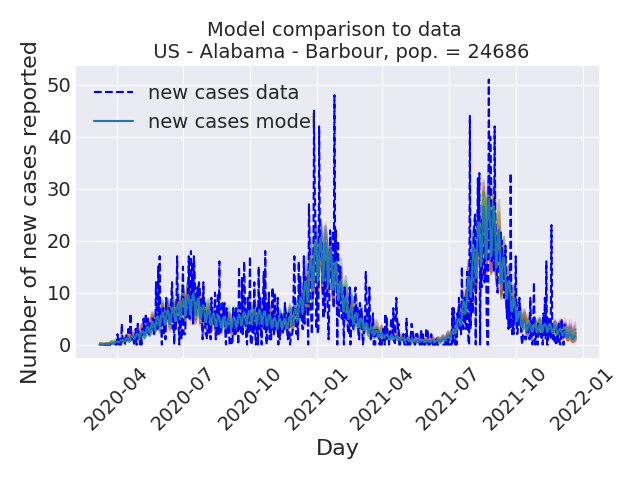 Model comparison to data
US - Alabama - Barbour, pop. = 24686
Number of new cases reported
50
40
30
20
10
0
new cases data
new cases model
2020-04
2020-07
2020-10
2021-01
2021-04
2021-07
2021-10
2022-01
Day